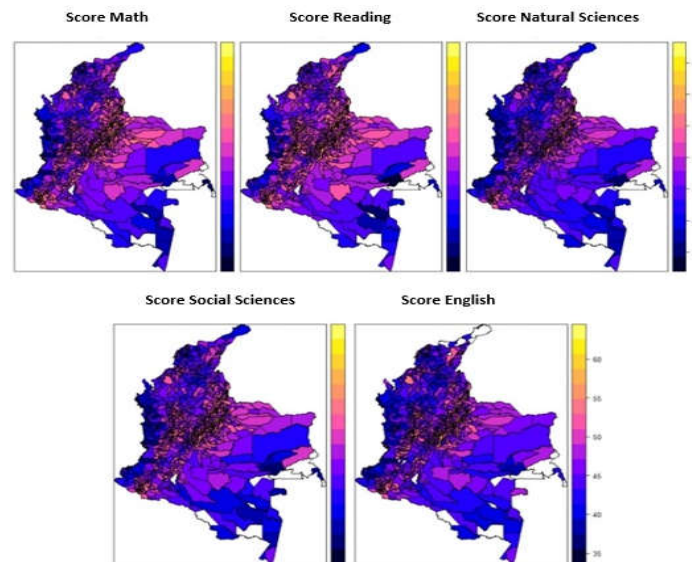 Score Math
Score Reading
Score Natural Sciences
Score Social Sciences
Score English
60
55
50
45
40
35